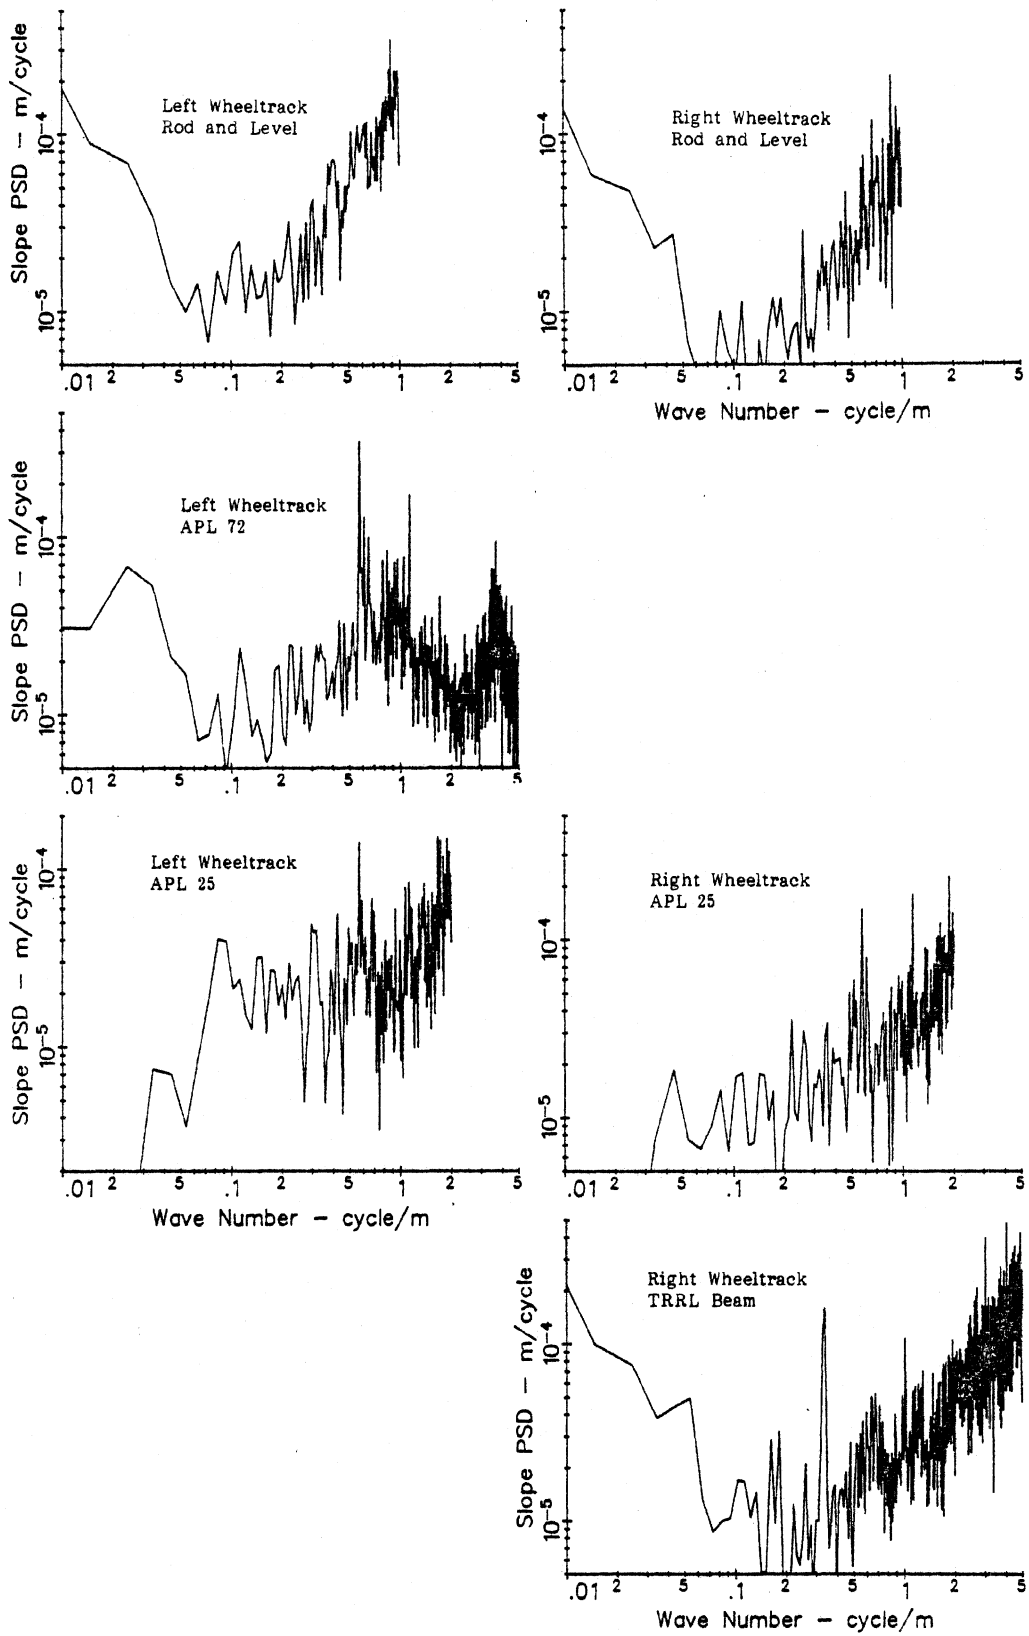 Slope PSD - m/cycle
10-4
10-5
Left Wheeltrack
Rod and Level
.01 2 5 .1 2 5 1 2 5
10-4
10-5
Right Wheeltrack
Rod and Level
.01 2 5 .1 2 5 1 2 5
Wave Number - cycle/m
Slope PSD - m/cycle
10-4
10-5
Left Wheeltrack
APL 72
.01 2 5 .1 2 5 1 2 5
Slope PSD - m/cycle
10-4
10-5
Left Wheeltrack
APL 25
.01 2 5 .1 2 5 1 2 5
Wave Number - cycle/m
10-4
10-5
Right Wheeltrack
APL 25
.01 2 5 .1 2 5 1 2 5
Slope PSD - m/cycle
10-4
10-5
Right Wheeltrack
TRRL Beam
.01 2 5 .1 2 5 1 2 5
Wave Number - cycle/m